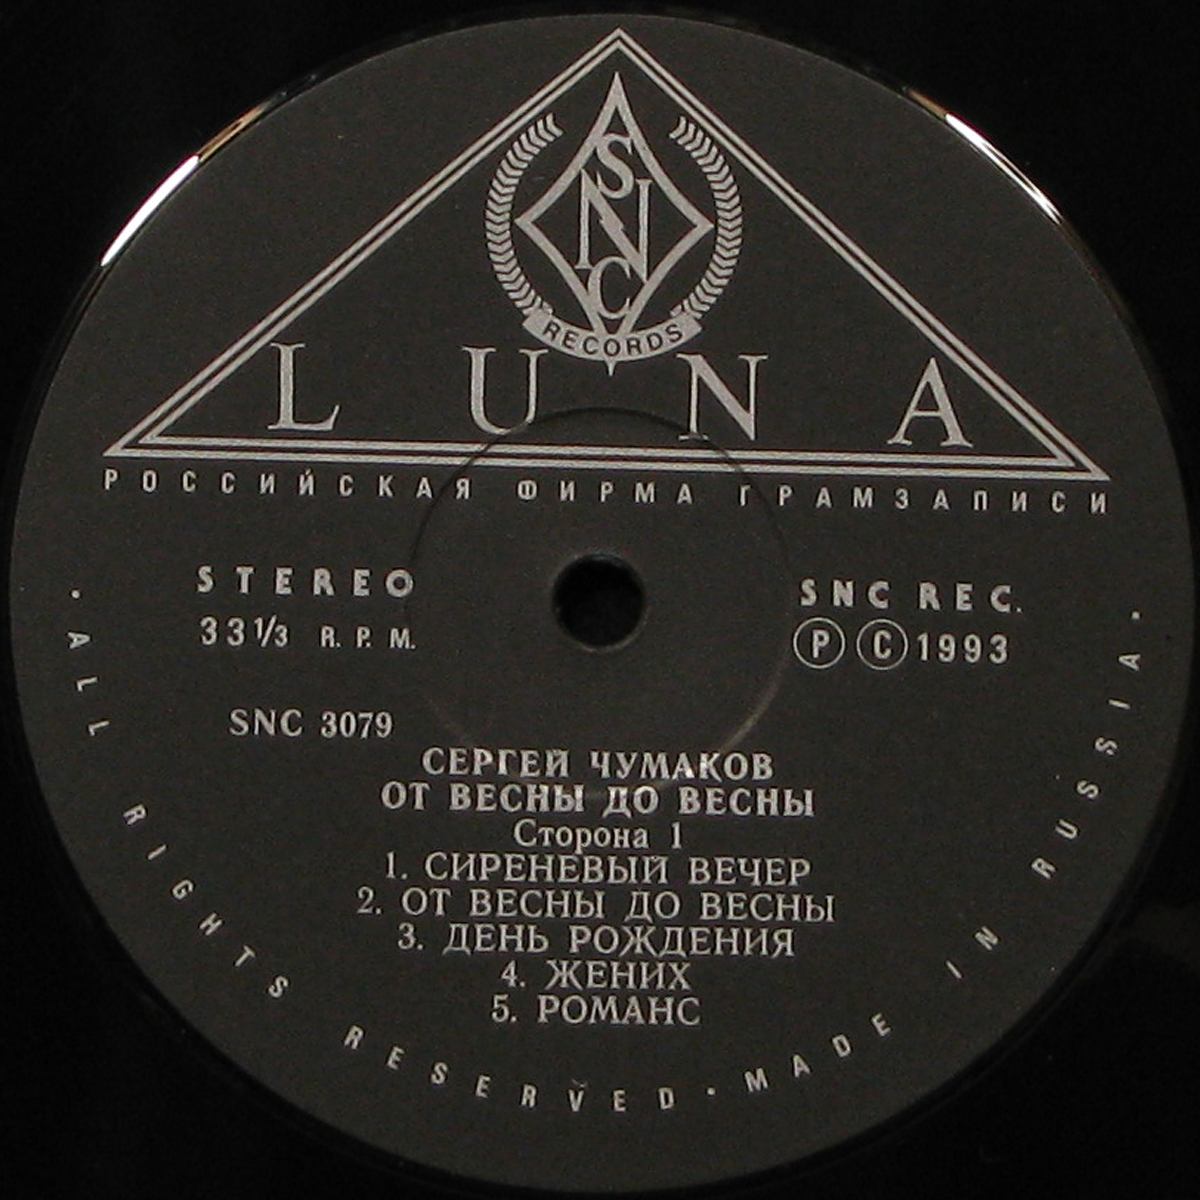 SNC
RECORDS
LUNA
РОССИЙСКАЯ ФИРМА ГРАМЗАПИСИ
STEREO
33 1/3 R. P. M.
SNC REC.
Ⓟ Ⓒ 1993
SNC 3079
СЕРГЕЙ ЧУМАКОВ
ОТ ВЕСНЫ ДО ВЕСНЫ
Сторона 1
1. СИРЕНЕВЫЙ ВЕЧЕР
2. ОТ ВЕСНЫ ДО ВЕСНЫ
3. ДЕНЬ РОЖДЕНИЯ
4. ЖЕНИХ
5. РОМАНС
· ALL RIGHTS RESERVED · MADE IN RUSSIA ·